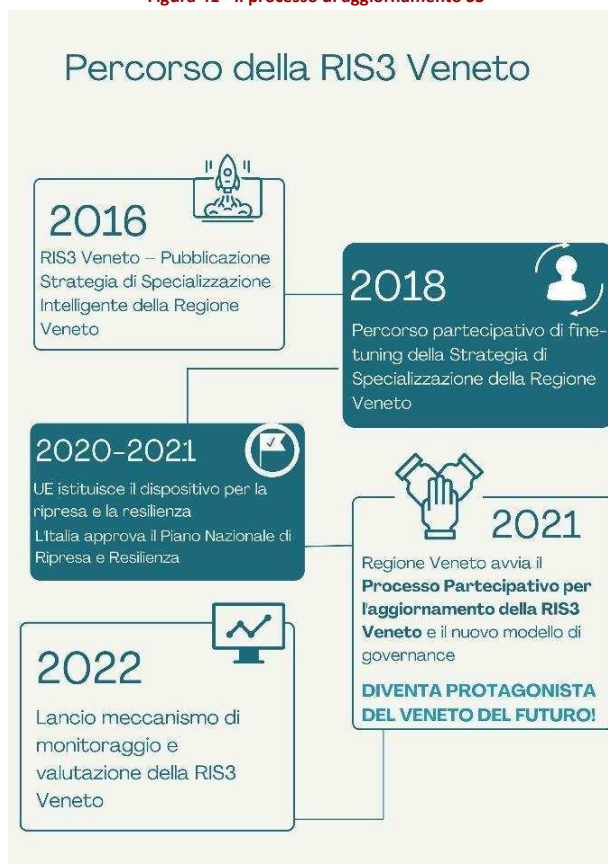 Percorso della RIS3 Veneto
2016
RIS3 Veneto – Pubblicazione
Strategia di Specializzazione
Intelligente della Regione
Veneto
2018
Percorso partecipativo di fine-
tuning della Strategia di
Specializzazione della Regione
Veneto
2020-2021
UE istituisce il dispositivo per la
ripresa e la resilienza
L'Italia approva il Piano Nazionale di
Ripresa e Resilienza
2021
Regione Veneto avvia il
Processo Partecipativo per
l'aggiornamento della RIS3
Veneto e il nuovo modello di
governance
DIVENTA PROTAGONISTA
DEL VENETO DEL FUTURO!
2022
Lancio meccanismo di
monitoraggio e
valutazione della RIS3
Veneto